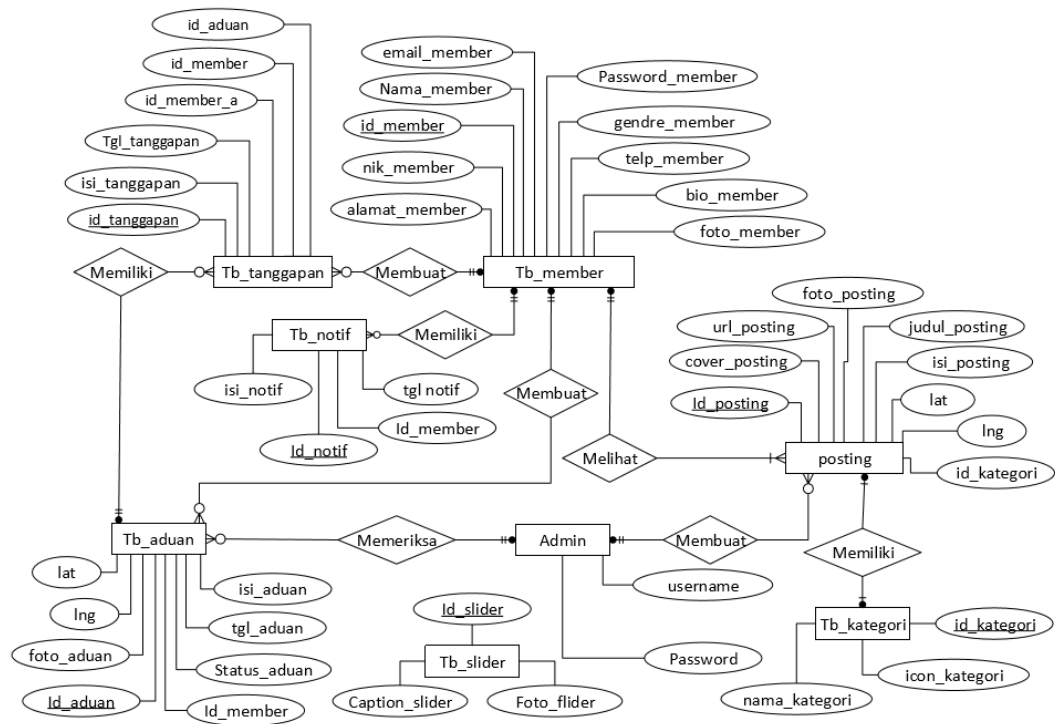 id_aduan
id_member
id_member_a
Tgl_tanggapan
isi_tanggapan
id_tanggapan
email_member
Nama_member
id_member
nik_member
alamat_member
Password_member
gendre_member
telp_member
bio_member
foto_member
Memiliki
Tb_tanggapan
Membuat
Tb_member
Tb_notif
Memiliki
isi_notif
tgl notif
Id_member
Id_notif
Membuat
Melihat
foto_posting
url_posting
judul_posting
cover_posting
isi_posting
Id_posting
lat
lng
posting
id_kategori
Tb_aduan
Memeriksa
Admin
Membuat
Memiliki
lat
lng
foto_aduan
Id_aduan
isi_aduan
tgl_aduan
Status_aduan
Id_member
username
Password
Id_slider
Tb_slider
Caption_slider
Foto_flider
Tb_kategori
id_kategori
icon_kategori
nama_kategori